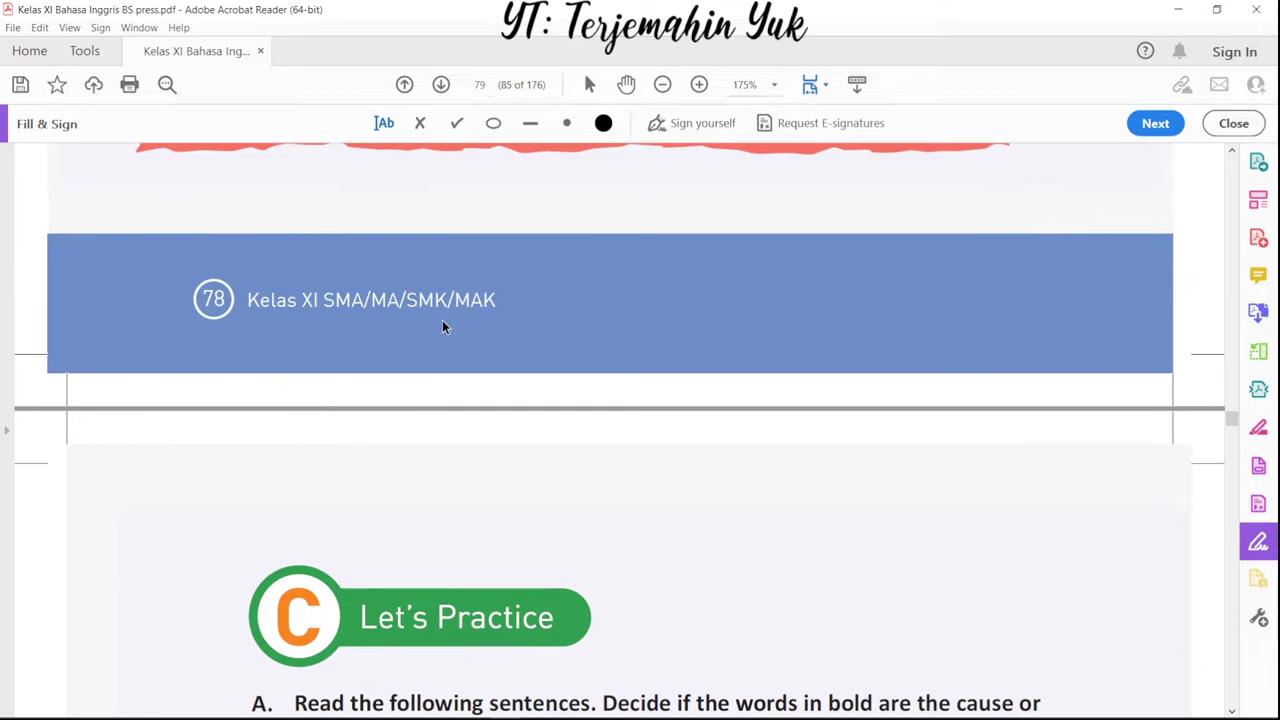 Kelas XI Bahasa Inggris BS press.pdf - Adobe Acrobat Reader (64-bit)
YT: Terjemahin Yuk
File Edit View Sign Window Help
Home Tools Kelas XI Bahasa Ing... × Sign In
79 (85 of 176) 175%
Fill & Sign Ab Sign yourself Request E-signatures Next Close
78 Kelas XI SMA/MA/SMK/MAK
C Let's Practice
A. Read the following sentences. Decide if the words in bold are the cause or